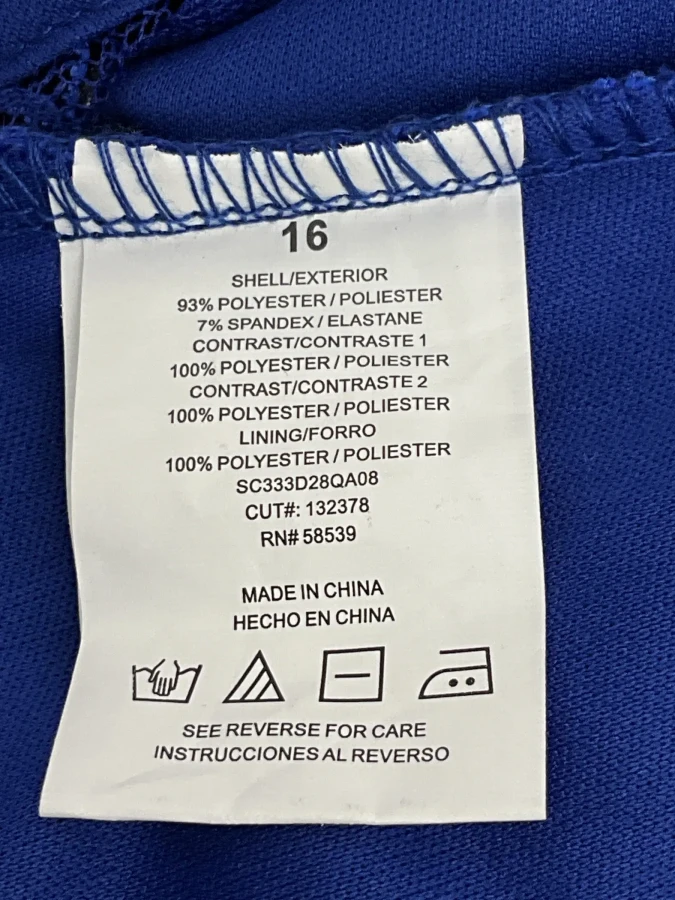 16
SHELL/EXTERIOR
93% POLYESTER / POLIESTER
7% SPANDEX / ELASTANE
CONTRAST/CONTRASTE 1
100% POLYESTER / POLIESTER
CONTRAST/CONTRASTE 2
100% POLYESTER / POLIESTER
LINING/FORRO
100% POLYESTER / POLIESTER
SC333D28QA08
CUT#: 132378
RN# 58539
MADE IN CHINA
HECHO EN CHINA
SEE REVERSE FOR CARE
INSTRUCCIONES AL REVERSO